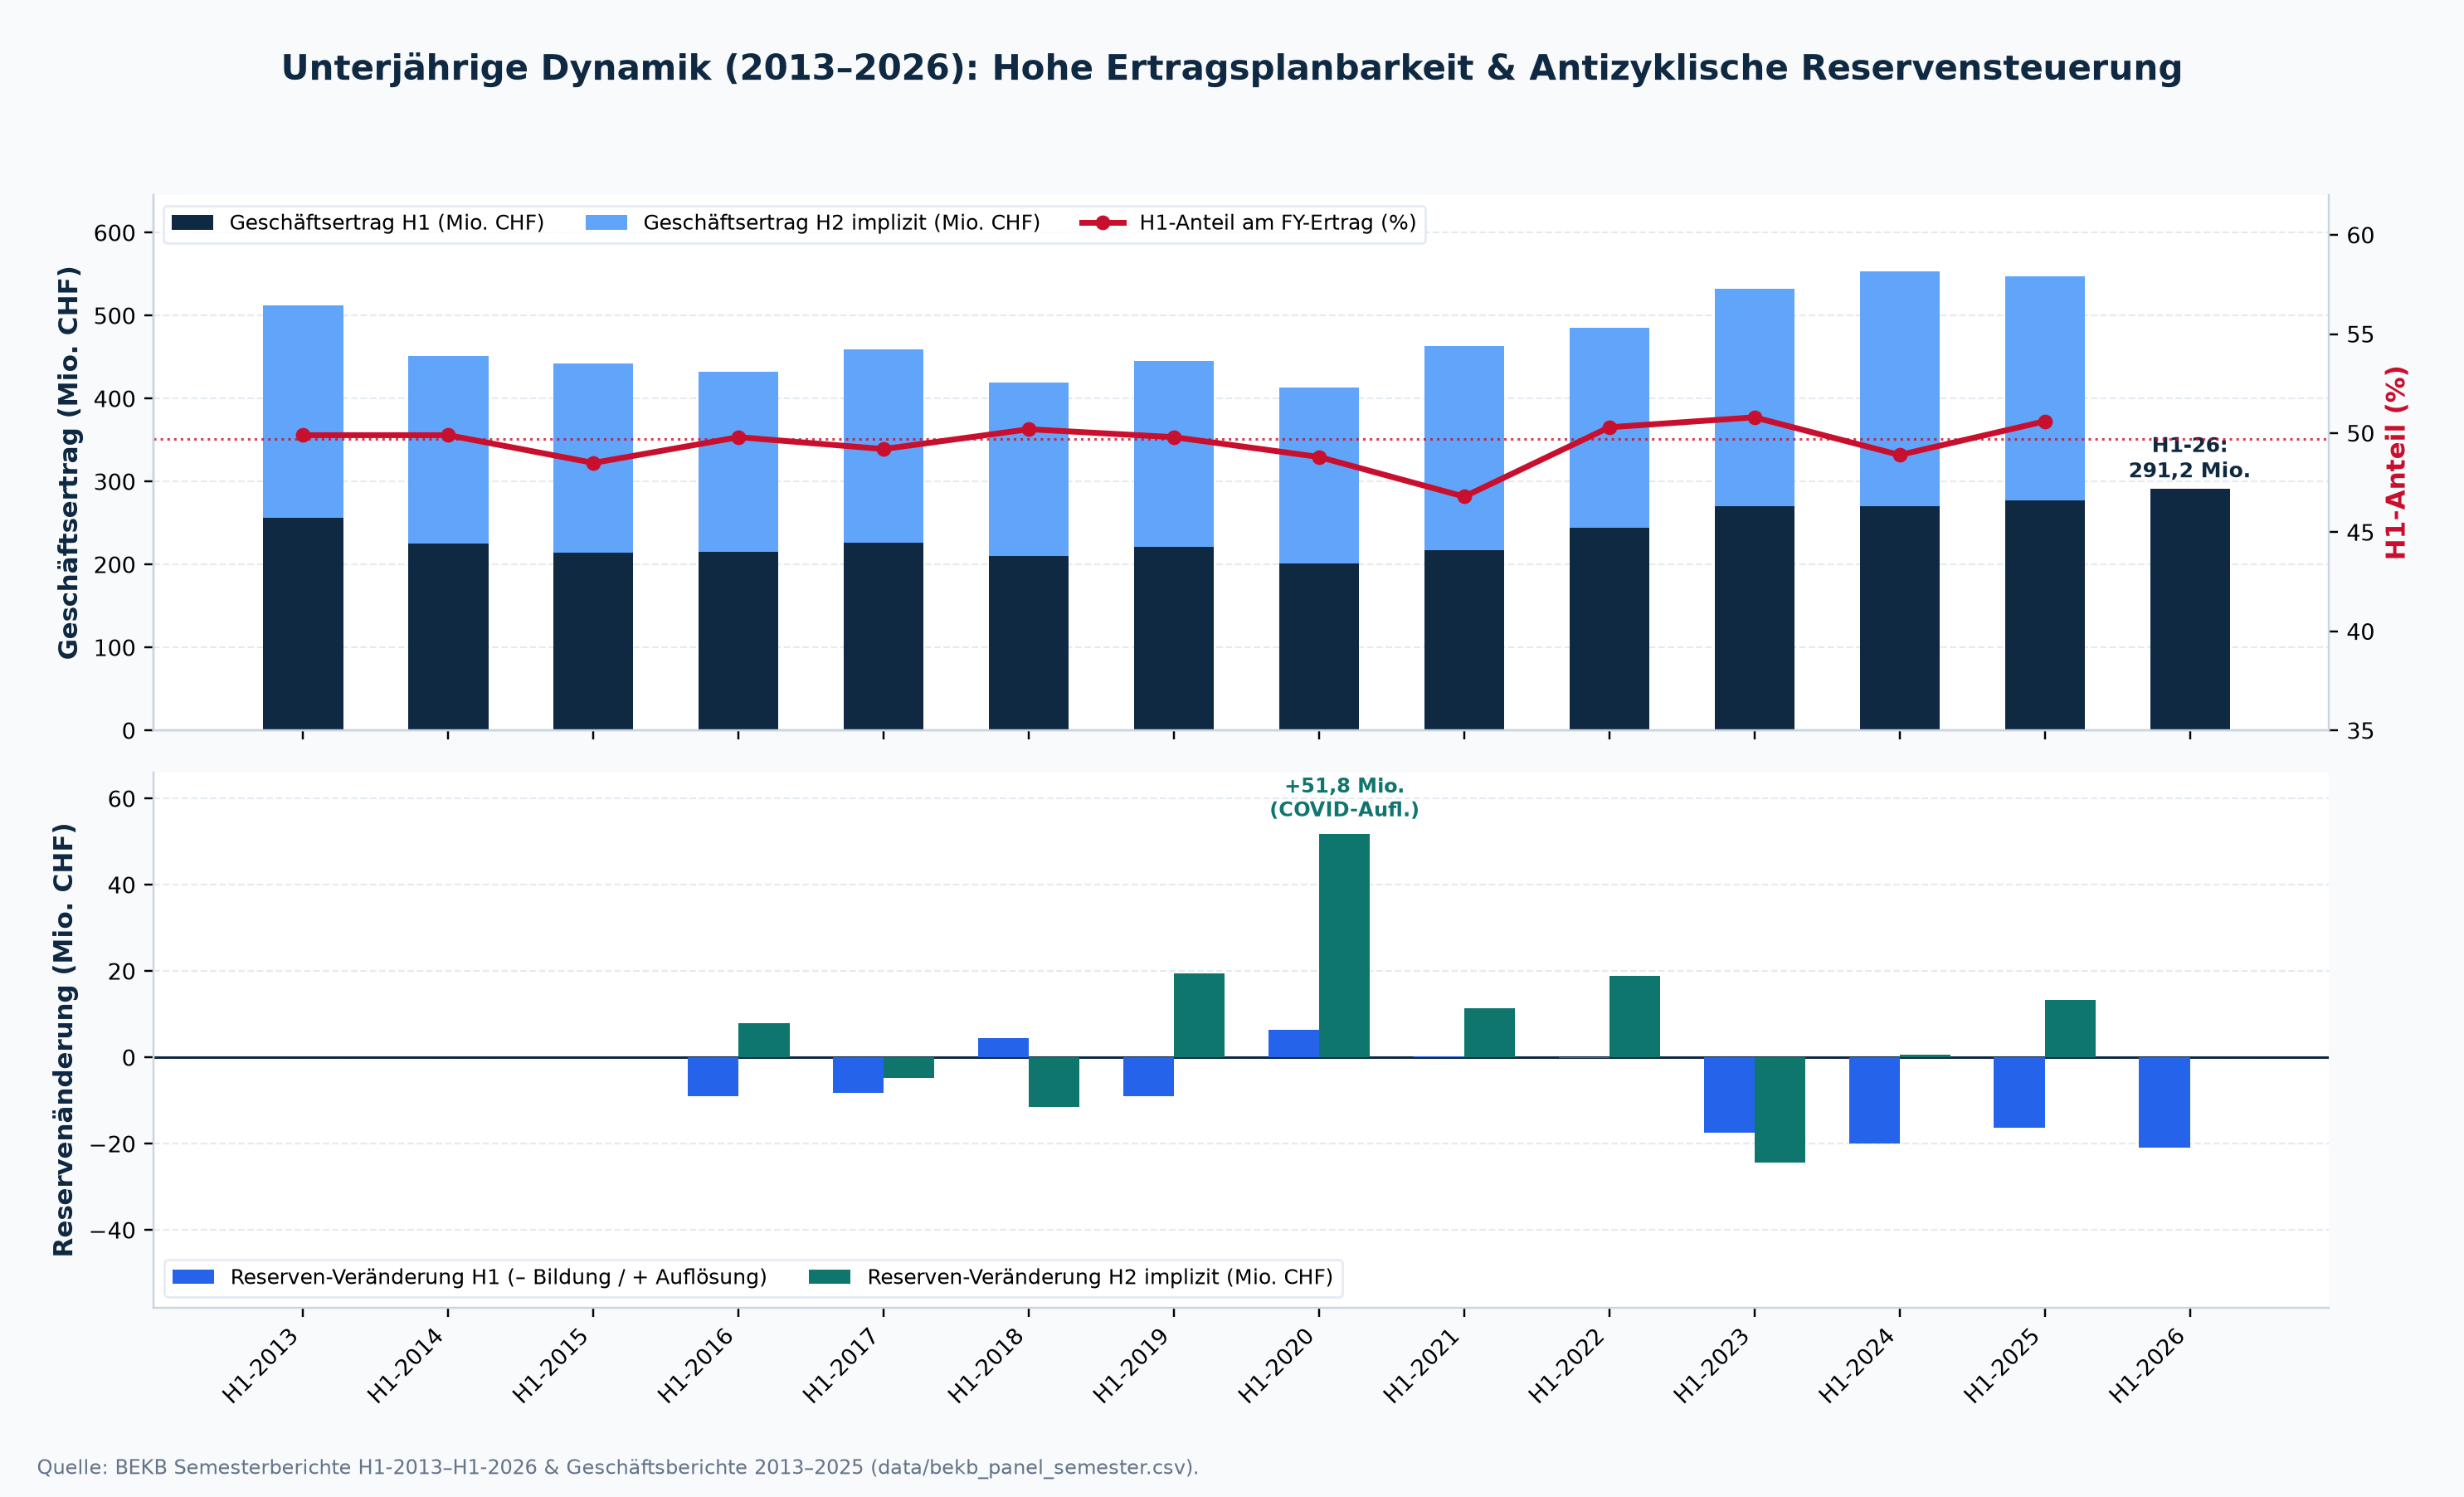 Unterjährige Dynamik (2013–2026): Hohe Ertragsplanbarkeit & Antizyklische Reservensteuerung
Geschäftsertrag H1 (Mio. CHF)
Geschäftsertrag H2 implizit (Mio. CHF)
H1-Anteil am FY-Ertrag (%)
Geschäftsertrag (Mio. CHF)
600
500
400
300
200
100
0
60
55
50
45
40
35
H1-Anteil (%)
H1-26:
291,2 Mio.
+51,8 Mio.
(COVID-Aufl.)
Reservenänderung (Mio. CHF)
60
40
20
0
−20
−40
Reserven-Veränderung H1 (– Bildung / + Auflösung)
Reserven-Veränderung H2 implizit (Mio. CHF)
H1-2013
H1-2014
H1-2015
H1-2016
H1-2017
H1-2018
H1-2019
H1-2020
H1-2021
H1-2022
H1-2023
H1-2024
H1-2025
H1-2026
Quelle: BEKB Semesterberichte H1-2013–H1-2026 & Geschäftsberichte 2013–2025 (data/bekb_panel_semester.csv).